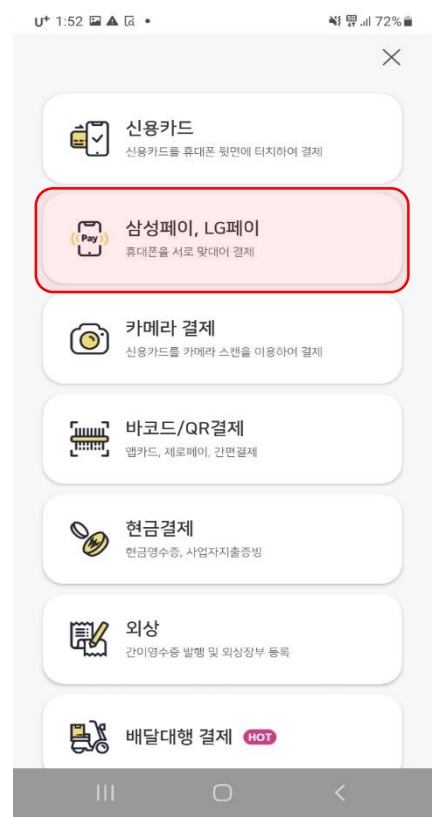 U+ 1:52
72%
신용카드
신용카드를 휴대폰 뒷면에 터치하여 결제
Pay
삼성페이, LG페이
휴대폰을 서로 맞대어 결제
카메라 결제
신용카드를 카메라 스캔을 이용하여 결제
바코드/QR결제
앱카드, 제로페이, 간편결제
현금결제
현금영수증, 사업자지출증빙
외상
간이영수증 발행 및 외상장부 등록
배달대행 결제 HOT